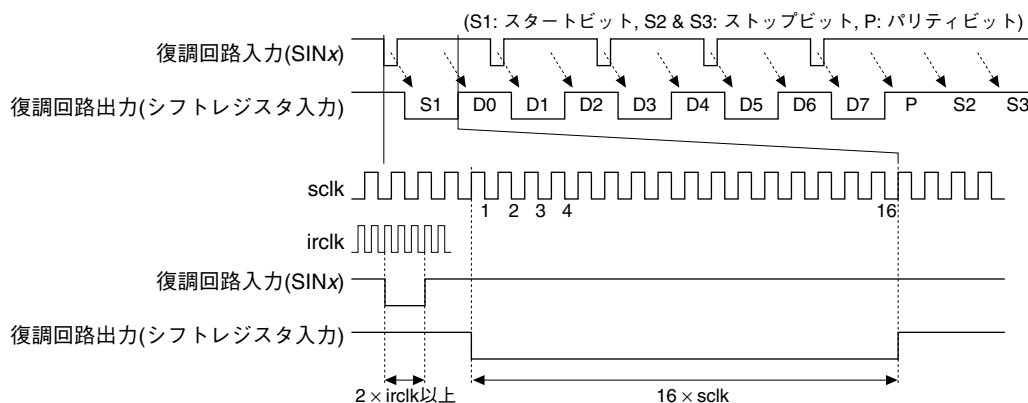 (S1: スタートビット, S2 & S3: ストップビット, P: パリティビット)
復調回路入力(SINx)
復調回路出力(シフトレジスタ入力)
S1 D0 D1 D2 D3 D4 D5 D6 D7 P S2 S3
sclk
1 2 3 4 16
irclk
復調回路入力(SINx)
復調回路出力(シフトレジスタ入力)
2 × irclk以上
16 × sclk